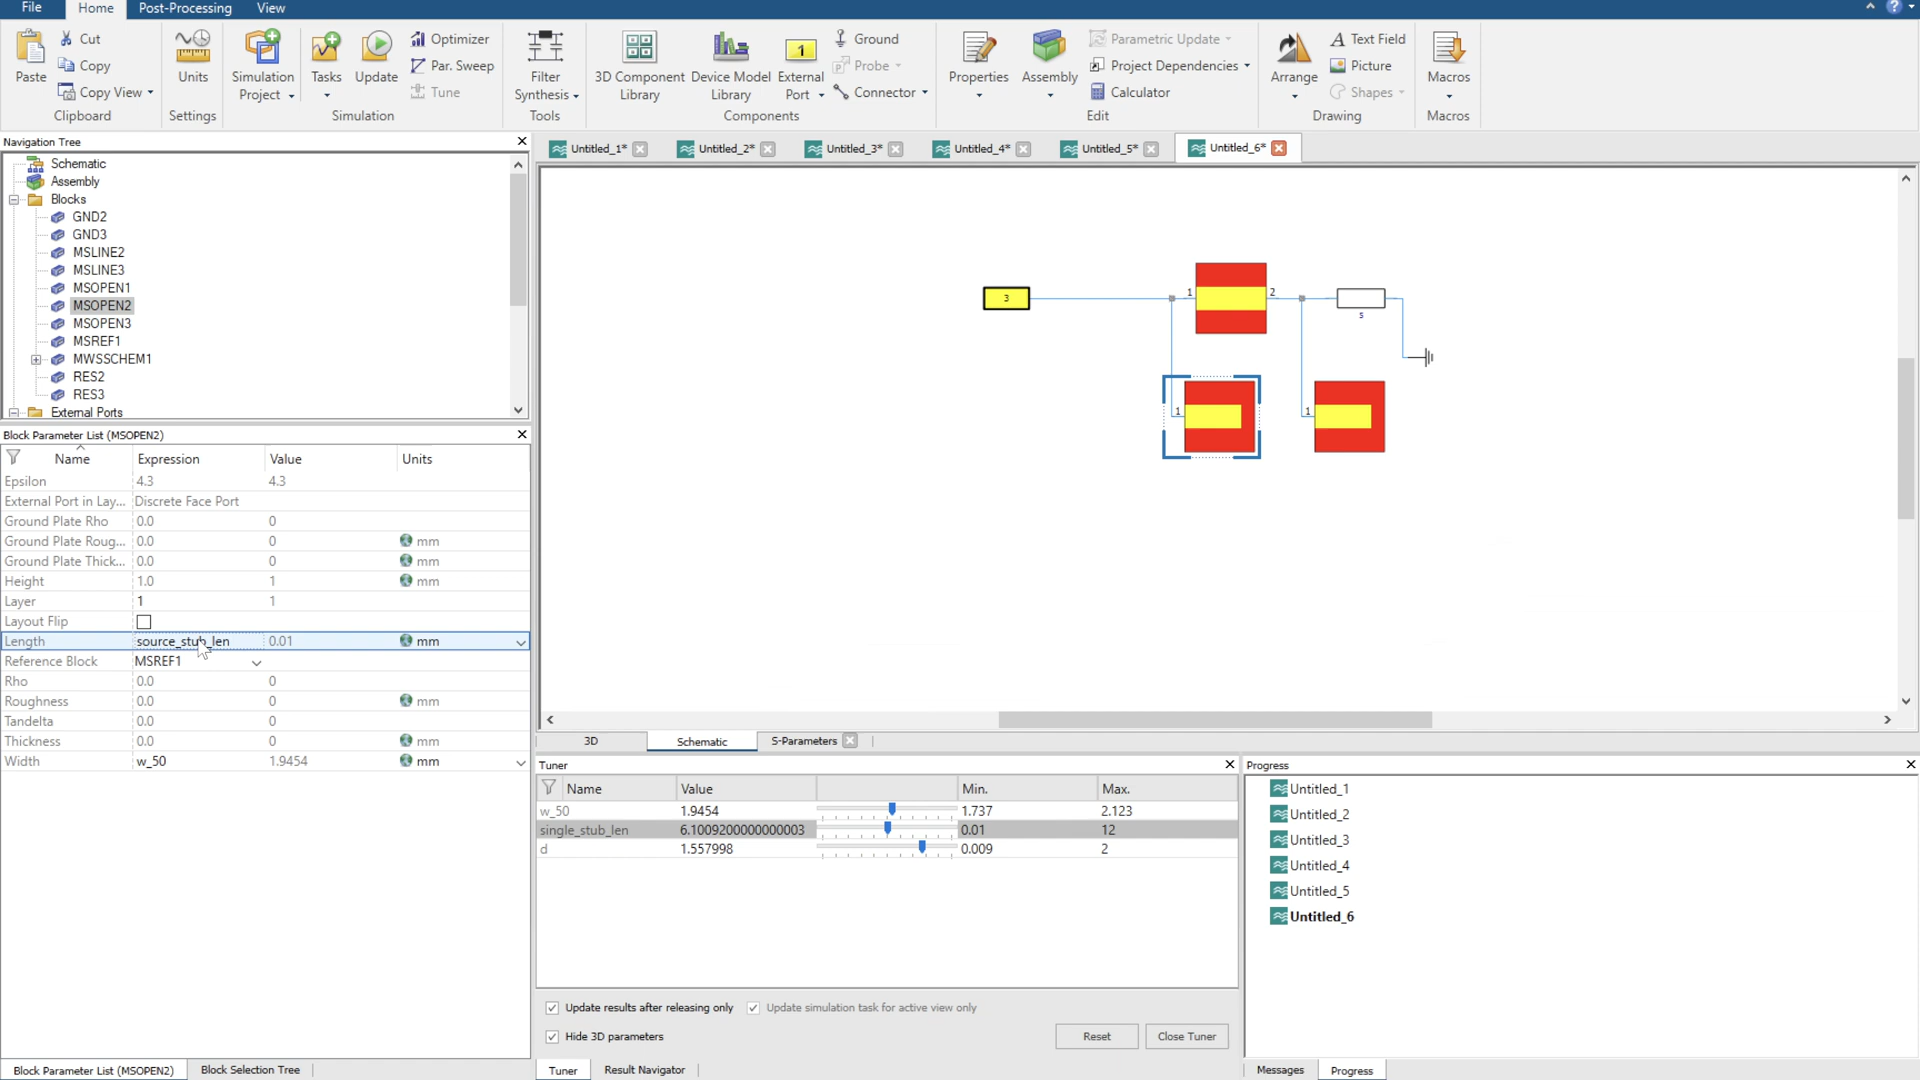 File Home Post-Processing View
Paste
Cut
Copy
Copy View
Clipboard
Units
Settings
Simulation
Project
Tasks
Update
Optimizer
Par. Sweep
Tune
Simulation
Filter
Synthesis
Tools
3D Component
Library
Device Model
Library
External
Port
1
Ground
Probe
Connector
Components
Properties
Assembly
Parametric Update
Project Dependencies
Calculator
Edit
Arrange
Text Field
Picture
Shapes
Drawing
Macros
Macros
Navigation Tree
Schematic
Assembly
Blocks
GND2
GND3
MSLINE2
MSLINE3
MSOPEN1
MSOPEN2
MSOPEN3
MSREF1
MWSSCHEM1
RES2
RES3
External Ports
Block Parameter List (MSOPEN2)
Name Expression Value Units
Epsilon 4.3 4.3
External Port in Lay... Discrete Face Port
Ground Plate Rho 0.0 0
Ground Plate Roug... 0.0 0 mm
Ground Plate Thick... 0.0 0 mm
Height 1.0 1 mm
Layer 1 1
Layout Flip
Length source_stub_len 0.01 mm
Reference Block MSREF1
Rho 0.0 0
Roughness 0.0 0 mm
Tandelta 0.0 0
Thickness 0.0 0 mm
Width w_50 1.9454 mm
Block Parameter List (MSOPEN2) Block Selection Tree
Untitled_1* Untitled_2* Untitled_3* Untitled_4* Untitled_5* Untitled_6*
3
1 2
s
1 1
3D Schematic S-Parameters
Tuner
Name Value Min. Max.
w_50 1.9454 1.737 2.123
single_stub_len 6.1009200000000003 0.01 12
d 1.557998 0.009 2
Update results after releasing only Update simulation task for active view only
Hide 3D parameters Reset Close Tuner
Tuner Result Navigator
Progress
Untitled_1
Untitled_2
Untitled_3
Untitled_4
Untitled_5
Untitled_6
Messages Progress